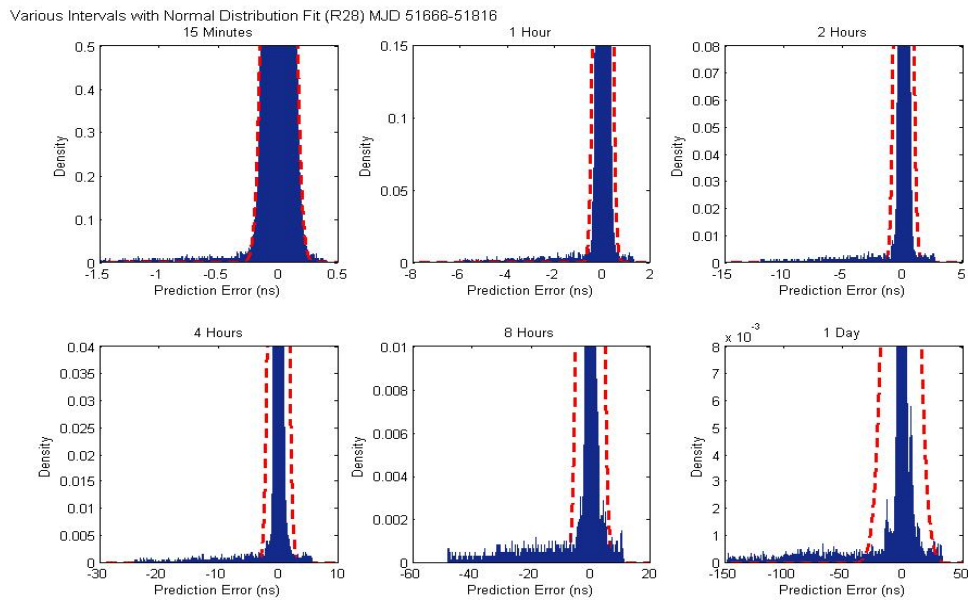 Various Intervals with Normal Distribution Fit (R28) MJD 51666-51816
15 Minutes
0.5
0.4
0.3
0.2
0.1
0
Density
-1.5 -1.0 -0.5 0.0 0.5
Prediction Error (ns)
1 Hour
0.15
0.10
0.05
0
Density
-8 -6 -4 -2 0 2
Prediction Error (ns)
2 Hours
0.08
0.07
0.06
0.05
0.04
0.03
0.02
0.01
0
Density
-15 -10 -5 0 5
Prediction Error (ns)
4 Hours
0.04
0.035
0.03
0.025
0.02
0.015
0.01
0.005
0
Density
-30 -20 -10 0 10
Prediction Error (ns)
8 Hours
0.01
0.008
0.006
0.004
0.002
0
Density
-60 -40 -20 0 20
Prediction Error (ns)
x 10-3 1 Day
8
7
6
5
4
3
2
1
0
Density
-150 -100 -50 0 50
Prediction Error (ns)